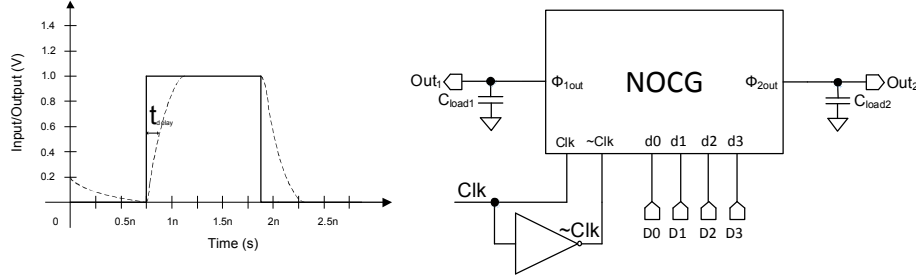 Input/Output (V)
1.4
1.2
1.0
0.8
0.6
0.4
0.2
0
0.5n
1n
1.5n
2n
2.5n
Time (s)
tdelay
NOCG
Out1
Φ1out
Φ2out
Out2
Cload1
Cload2
Clk
~Clk
d0
d1
d2
d3
Clk
~Clk
D0
D1
D2
D3